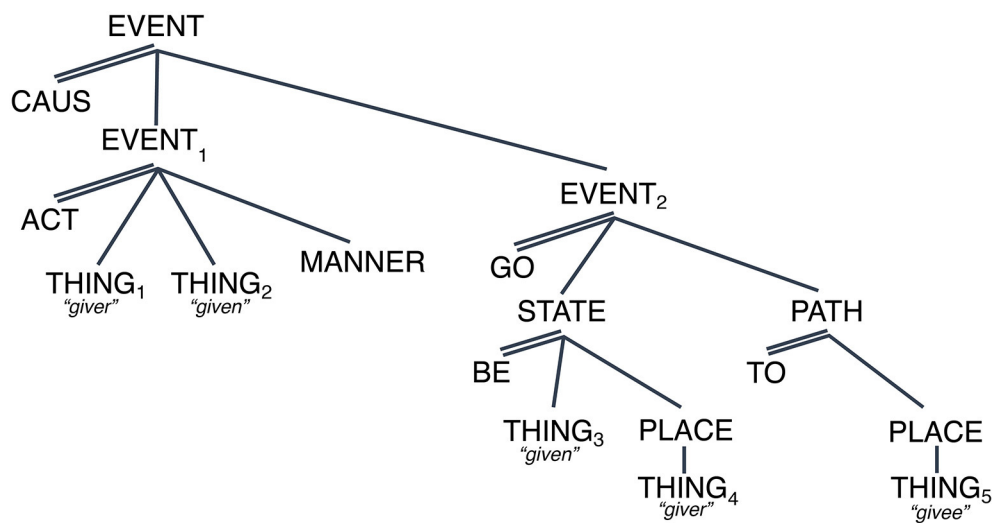 EVENT
CAUS
EVENT₁
EVENT₂
ACT
THING₁
"giver"
THING₂
"given"
MANNER
GO
STATE
PATH
BE
TO
THING₃
"given"
PLACE
THING₄
"giver"
PLACE
THING₅
"givee"